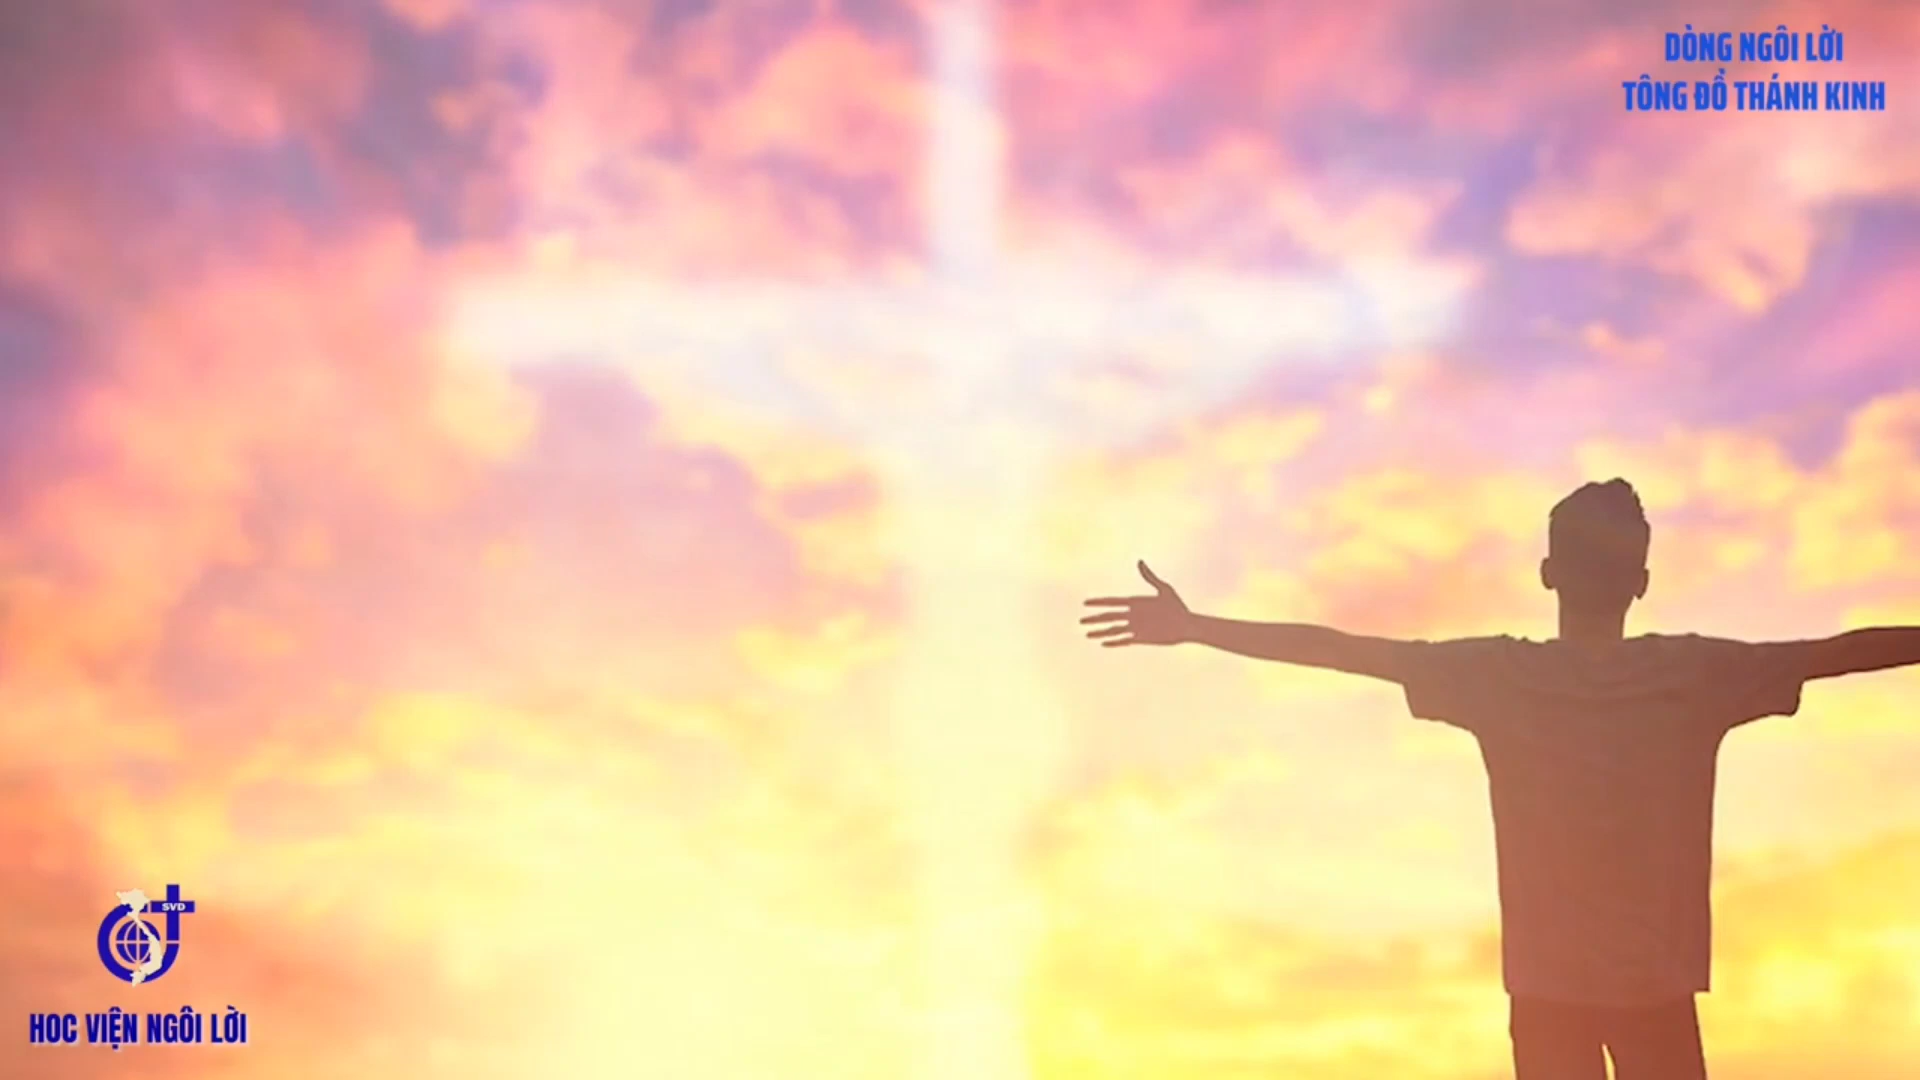 DÒNG NGÔI LỜI
TÔNG ĐỒ THÁNH KINH
SVD
HOC VIỆN NGÔI LỜI